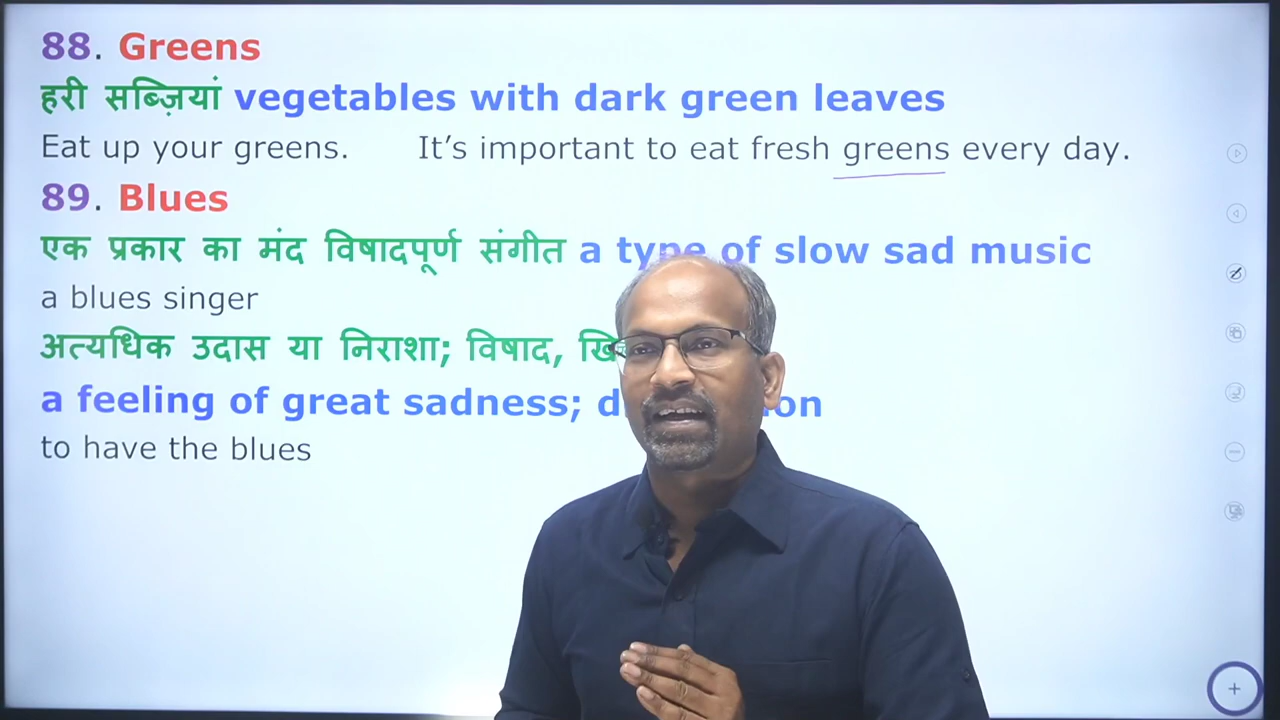 88. Greens
हरी सब्ज़ियां vegetables with dark green leaves
Eat up your greens. It’s important to eat fresh greens every day.
89. Blues
एक प्रकार का मंद विषादपूर्ण संगीत a type of slow sad music
a blues singer
अत्यधिक उदास या निराशा; विषाद,
a feeling of great sadness;
to have the blues